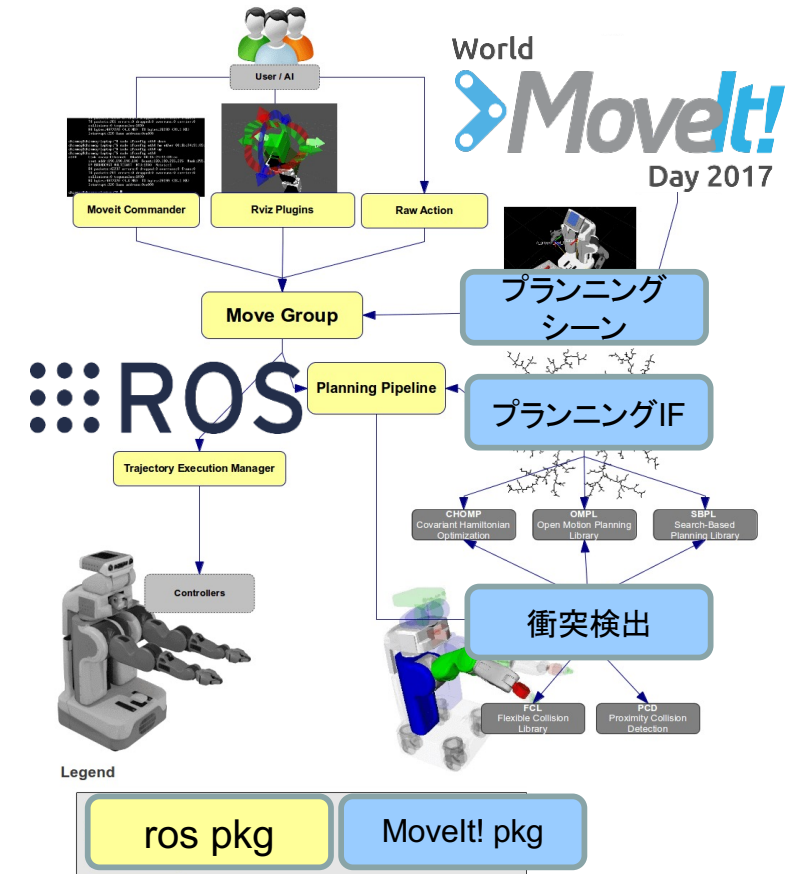 User / AI
World
MoveIt!
Day 2017
Moveit Commander
Rviz Plugins
Raw Action
プランニング
シーン
Move Group
ROS
Planning Pipeline
プランニングIF
Trajectory Execution Manager
CHOMP
Covariant Hamiltonian
Optimization
OMPL
Open Motion Planning
Library
SBPL
Search-Based
Planning Library
Controllers
衝突検出
FCL
Flexible Collision
Library
PCD
Proximity Collision
Detection
Legend
ros pkg
MoveIt! pkg